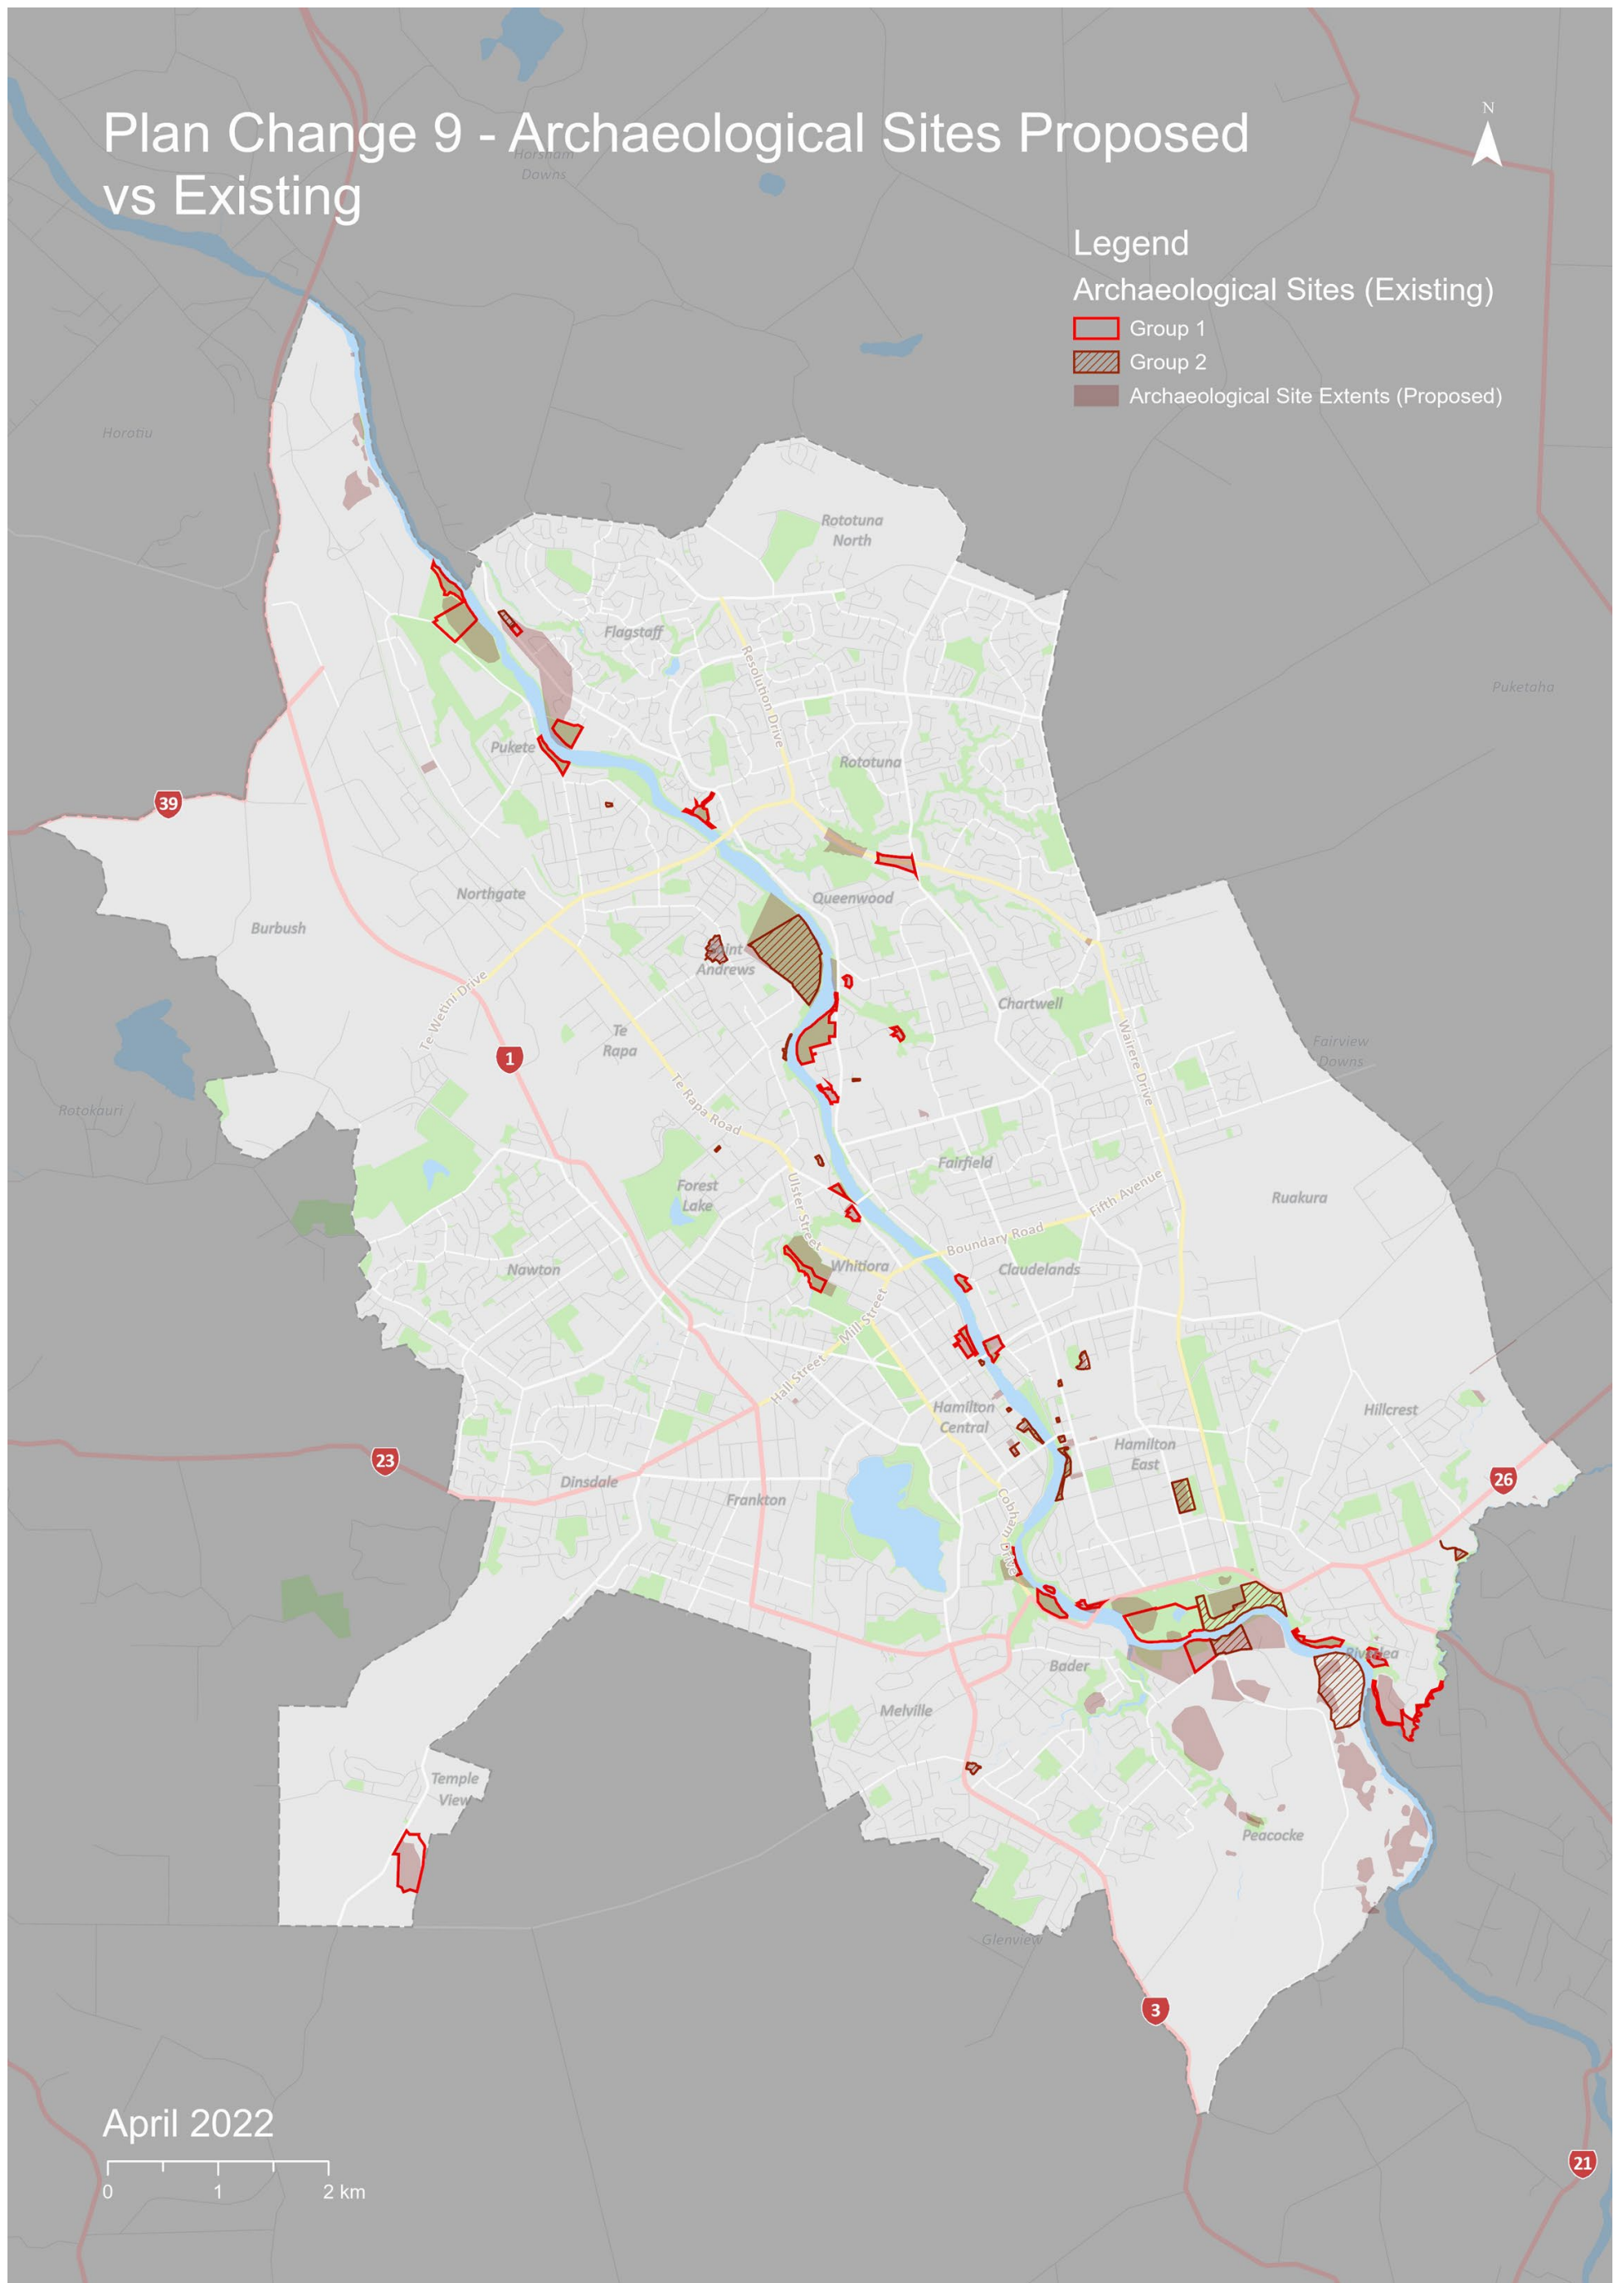 Plan Change 9 - Archaeological Sites Proposed
vs Existing
N
Horsham
Downs
Legend
Archaeological Sites (Existing)
Group 1
Group 2
Archaeological Site Extents (Proposed)
Horotiu
Rototuna
North
Flagstaff
Resolution Drive
Puketaha
Pukete
Rototuna
39
Northgate
Queenwood
Burbush
Saint
Andrews
Te Wetini Drive
Chartwell
Te
Rapa
1
Wairere Drive
Fairview
Downs
Rotokauri
Te Rapa Road
Fairfield
Forest
Lake
Ulster Street
Fifth Avenue
Ruakura
Boundary Road
Nawton
Whitiora
Claudelands
Mill Street
Hall Street
Hamilton
Central
Hillcrest
Hamilton
East
23
Dinsdale
26
Frankton
Cobham Drive
Riverlea
Bader
Melville
Temple
View
Peacocke
Glenview
3
April 2022
0
1
2 km
21